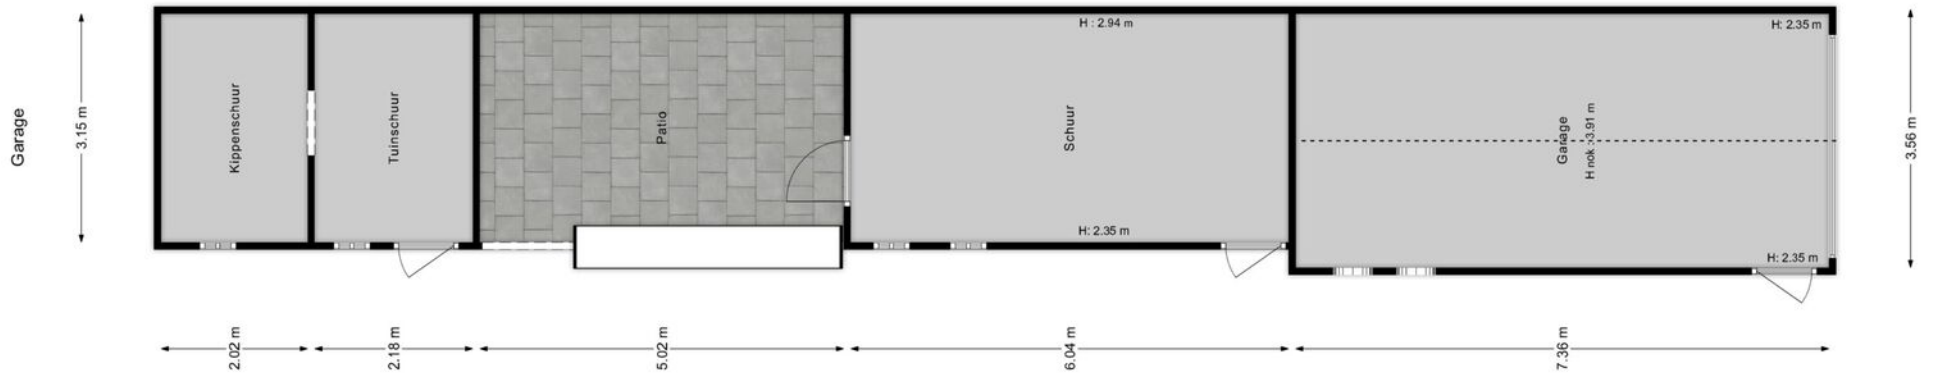 Garage
3.15 m
Kippenschuur
Tuinschuur
Patio
Schuur
H : 2.94 m
H: 2.35 m
Garage
H nok :3.91 m
H: 2.35 m
H: 2.35 m
3.56 m
2.02 m
2.18 m
5.02 m
6.04 m
7.36 m